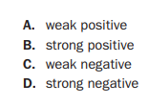 A. weak positive
B. strong positive
C. weak negative
D. strong negative